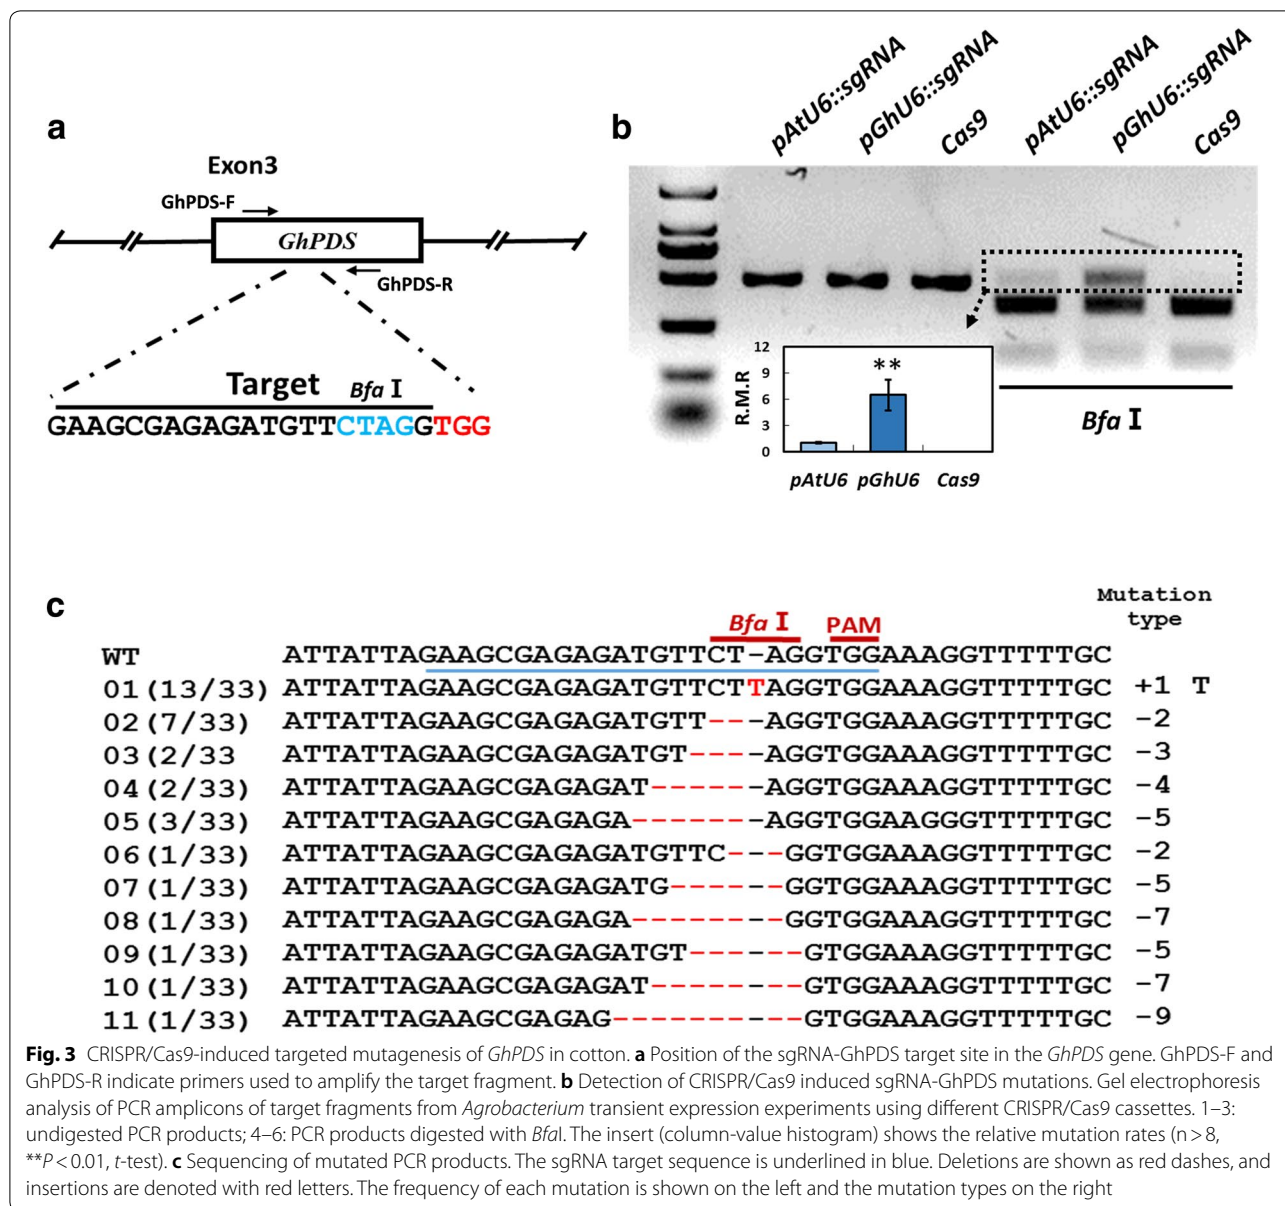 a
Exon3
GhPDS-F
GhPDS
GhPDS-R
Target Bfa I
GAAGCGAGAGATGTTCTAGGTGG
b
pAtU6::sgRNA
pGhU6::sgRNA
Cas9
pAtU6::sgRNA
pGhU6::sgRNA
Cas9
12
9
6
3
0
R.M.R
**
pAtU6 pGhU6 Cas9
Bfa I
c
Mutation
type
Bfa I PAM
WT ATTATTAGAAGCGAGAGATGTTCT-AGGTGGAAAGGTTTTTGC
01(13/33) ATTATTAGAAGCGAGAGATGTTCTTAGGTGGAAAGGTTTTTGC +1 T
02(7/33) ATTATTAGAAGCGAGAGATGTT---AGGTGGAAAGGTTTTTGC -2
03(2/33 ATTATTAGAAGCGAGAGATGT----AGGTGGAAAGGTTTTTGC -3
04(2/33) ATTATTAGAAGCGAGAGAT------AGGTGGAAAGGTTTTTGC -4
05(3/33) ATTATTAGAAGCGAGAGA-------AGGTGGAAGGGTTTTTGC -5
06(1/33) ATTATTAGAAGCGAGAGATGTTC---GGTGGAAAGGTTTTTGC -2
07(1/33) ATTATTAGAAGCGAGAGATG------GGTGGAAAGGTTTTTGC -5
08(1/33) ATTATTAGAAGCGAGAGA--------GGTGGAAAGGTTTTTGC -7
09(1/33) ATTATTAGAAGCGAGAGATGT------GTGGAAAGGTTTTTGC -5
10(1/33) ATTATTAGAAGCGAGAGAT--------GTGGAAAGGTTTTTGC -7
11(1/33) ATTATTAGAAGCGAGAG----------GTGGAAAGGTTTTTGC -9
Fig. 3 CRISPR/Cas9-induced targeted mutagenesis of GhPDS in cotton. a Position of the sgRNA-GhPDS target site in the GhPDS gene. GhPDS-F and
GhPDS-R indicate primers used to amplify the target fragment. b Detection of CRISPR/Cas9 induced sgRNA-GhPDS mutations. Gel electrophoresis
analysis of PCR amplicons of target fragments from Agrobacterium transient expression experiments using different CRISPR/Cas9 cassettes. 1–3:
undigested PCR products; 4–6: PCR products digested with BfaI. The insert (column-value histogram) shows the relative mutation rates (n > 8,
**P < 0.01, t-test). c Sequencing of mutated PCR products. The sgRNA target sequence is underlined in blue. Deletions are shown as red dashes, and
insertions are denoted with red letters. The frequency of each mutation is shown on the left and the mutation types on the right